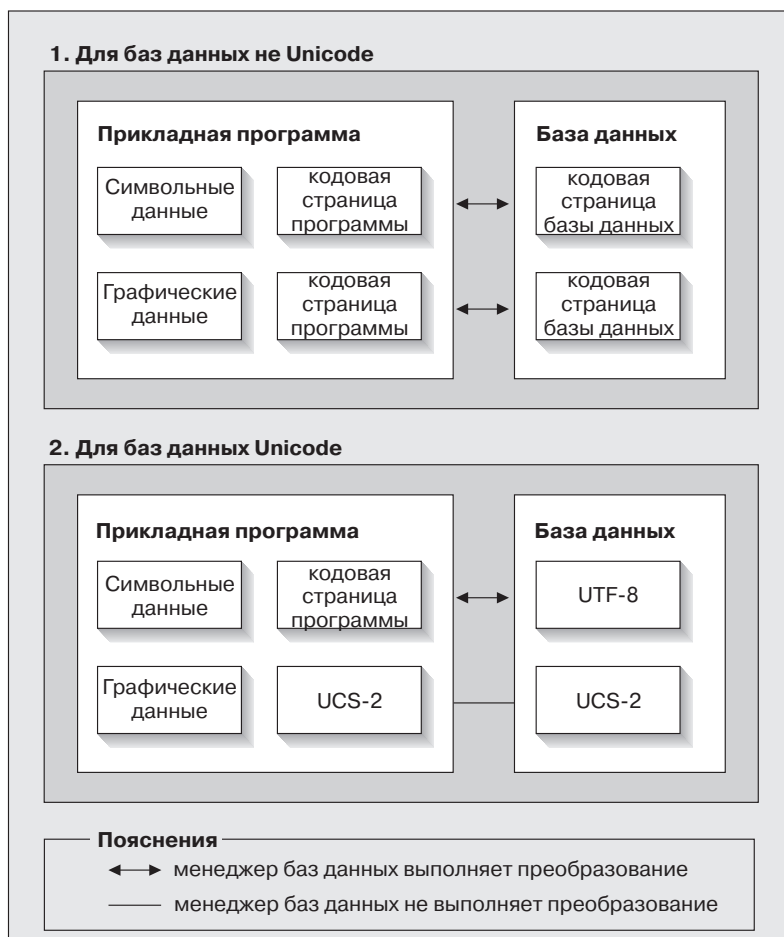 1. Для баз данных не Unicode
Прикладная программа
База данных
Символьные
данные
кодовая
страница
программы
кодовая
страница
базы данных
Графические
данные
кодовая
страница
программы
кодовая
страница
базы данных
2. Для баз данных Unicode
Прикладная программа
База данных
Символьные
данные
кодовая
страница
программы
UTF-8
Графические
данные
UCS-2
UCS-2
Пояснения
менеджер баз данных выполняет преобразование
менеджер баз данных не выполняет преобразование